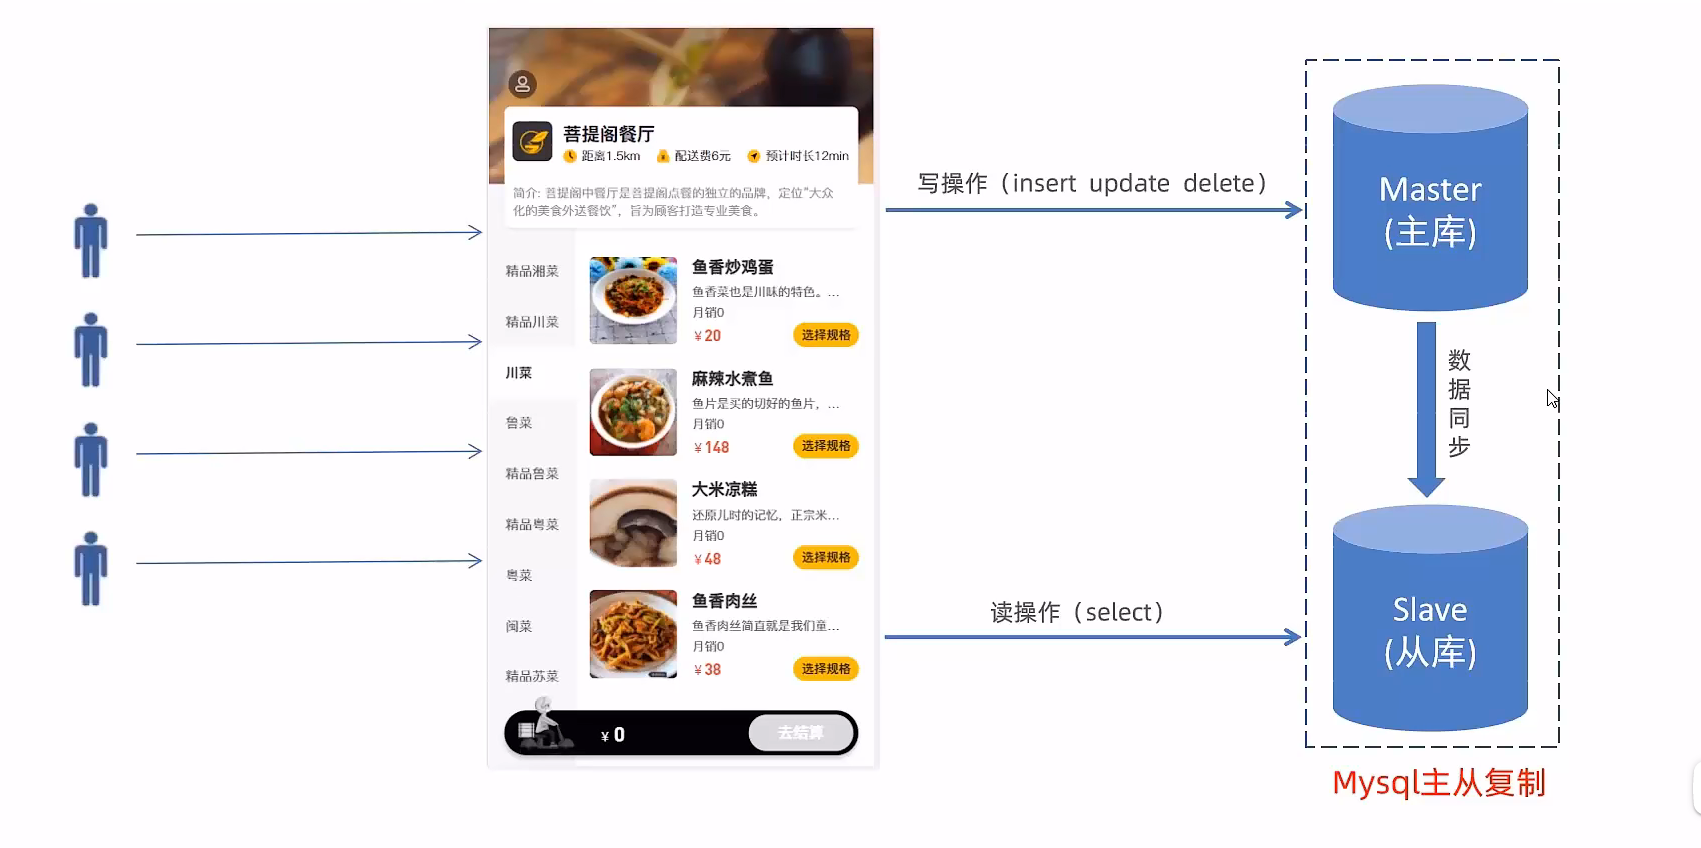 菩提阁餐厅
距离1.5km 配送费6元 预计时长12min
简介: 菩提阁中餐厅是菩提阁点餐的独立的品牌，定位“大众
化的美食外送餐饮”，旨为顾客打造专业美食。
精品湘菜
精品川菜
川菜
鲁菜
精品鲁菜
精品粤菜
粤菜
闽菜
精品苏菜
鱼香炒鸡蛋
鱼香菜也是川味的特色。...
月销0
¥20 选择规格
麻辣水煮鱼
鱼片是买的切好的鱼片，...
月销0
¥148 选择规格
大米凉糕
还原儿时的记忆，正宗米...
月销0
¥48 选择规格
鱼香肉丝
鱼香肉丝简直就是我们童...
月销0
¥38 选择规格
¥0 去结算
写操作（insert update delete）
读操作（select）
Master
(主库)
数
据
同
步
Slave
(从库)
Mysql主从复制